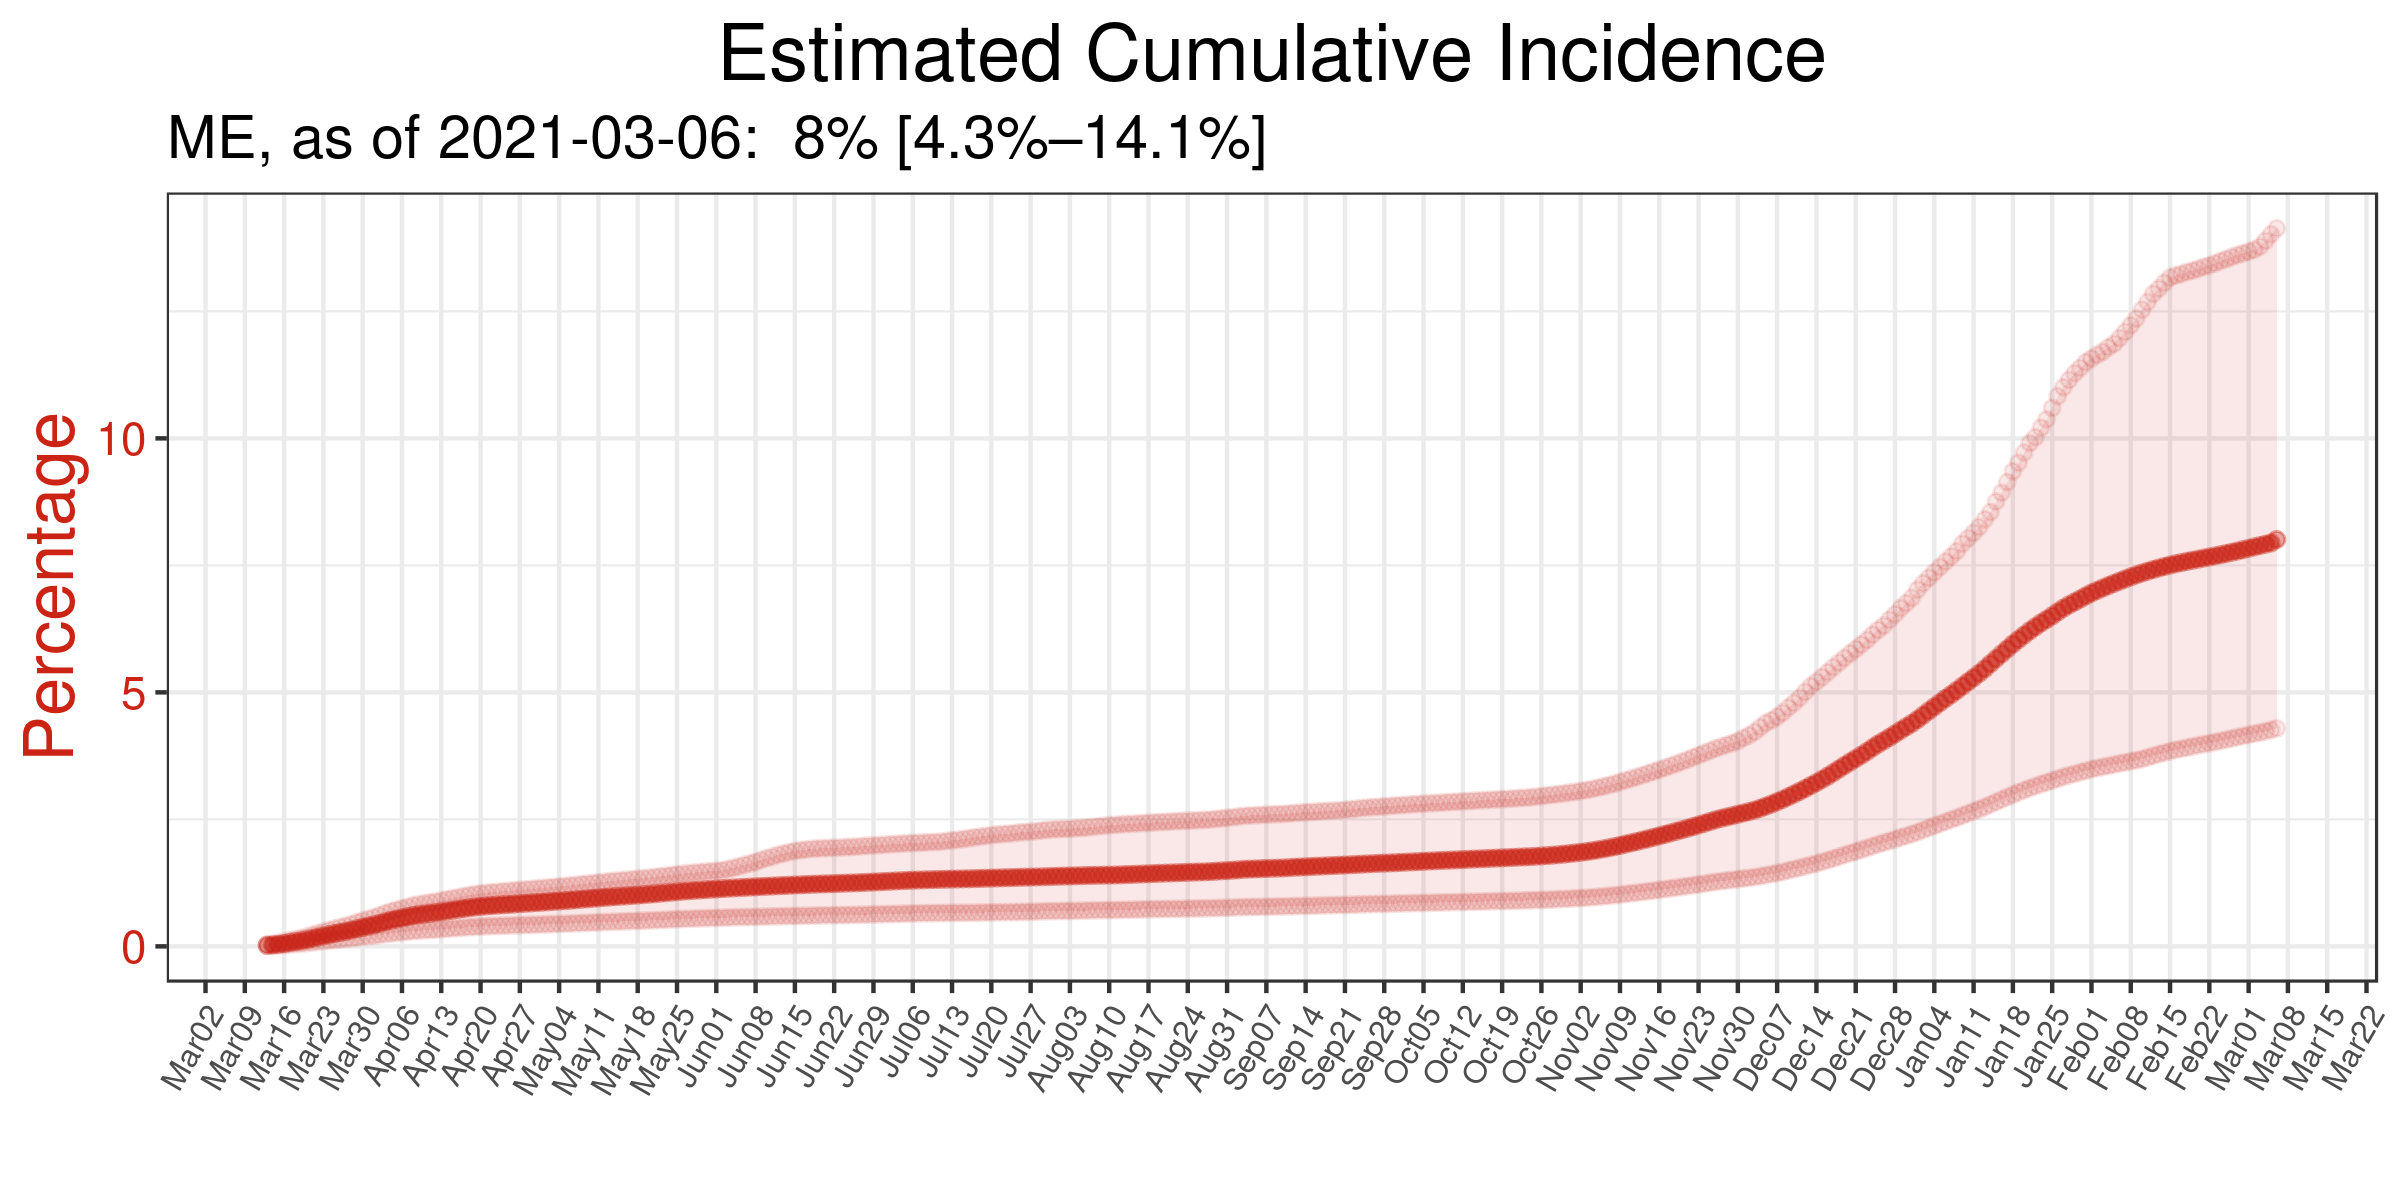 Estimated Cumulative Incidence
ME, as of 2021-03-06:  8% [4.3%–14.1%]
Percentage
10
5
0
Mar02
Mar09
Mar16
Mar23
Mar30
Apr06
Apr13
Apr20
Apr27
May04
May11
May18
May25
Jun01
Jun08
Jun15
Jun22
Jun29
Jul06
Jul13
Jul20
Jul27
Aug03
Aug10
Aug17
Aug24
Aug31
Sep07
Sep14
Sep21
Sep28
Oct05
Oct12
Oct19
Oct26
Nov02
Nov09
Nov16
Nov23
Nov30
Dec07
Dec14
Dec21
Dec28
Jan04
Jan11
Jan18
Jan25
Feb01
Feb08
Feb15
Feb22
Mar01
Mar08
Mar15
Mar22